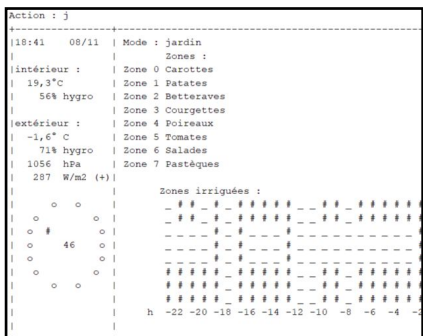 Action : j
+----------------+--------------------------------------------
|18:41    08/11  | Mode : jardin
|                |        Zones :
|intérieur :     | Zone 0 Carottes
|  19,3°C        | Zone 1 Patates
|    56% hygro   | Zone 2 Betteraves
|                | Zone 3 Courgettes
|extérieur :     | Zone 4 Poireaux
|  -1,6° C       | Zone 5 Tomates
|    71% hygro   | Zone 6 Salades
|  1056  hPa     | Zone 7 Pastèques
|   287  W/m2 (+)|
|                |       Zones irriguées :
|     o   o      |        _ # # _ # _ # # # # # _ _ # # _ # # # # #
|  o         o   |        _ # # _ # _ # # # # # _ _ # # _ # # # # #
| o  #        o  |        _ _ _ _ # _ # _ _ _ # _ _ _ _ _ _ _ _ _ _ #
| o     46    o  |        _ _ _ _ # _ # _ _ _ # _ _ _ _ _ _ _ _ _ _ #
| o           o  |        _ _ _ _ # _ # _ _ _ # _ _ _ _ _ _ _ _ _ _ #
|  o         o   |        # # # # # _ # # # # # _ # # # _ # # # # #
|     o   o      |        # # # # # _ # # # # # _ # # # _ # # # # #
|                |        # # # # # _ # # # # # _ # # # _ # # # # #
|                |     h  -22 -20 -18 -16 -14 -12 -10  -8  -6  -4  -2